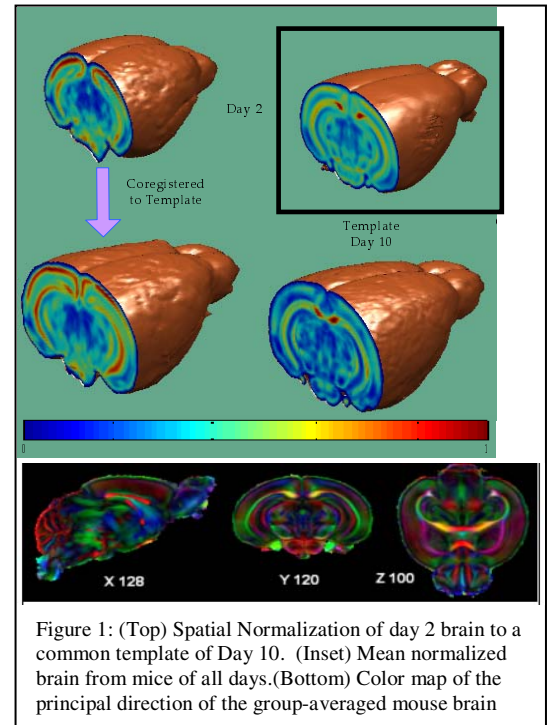 Day 2
Coregistered
to Template
Template
Day 10
0
1
X 128
Y 120
Z 100
Figure 1: (Top) Spatial Normalization of day 2 brain to a
common template of Day 10. (Inset) Mean normalized
brain from mice of all days.(Bottom) Color map of the
principal direction of the group-averaged mouse brain